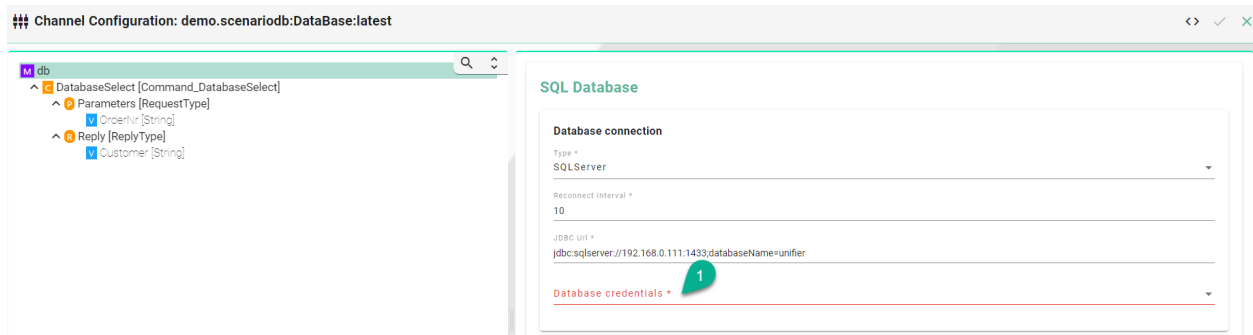 Channel Configuration: demo.scenariodb:DataBase:latest
M db
C DatabaseSelect [Command_DatabaseSelect]
P Parameters [RequestType]
V OrderNr [String]
R Reply [ReplyType]
V Customer [String]
SQL Database
Database connection
Type *
SQLServer
Reconnect interval *
10
JDBC Url *
jdbc:sqlserver://192.168.0.111:1433;databaseName=unifier
1
Database credentials *